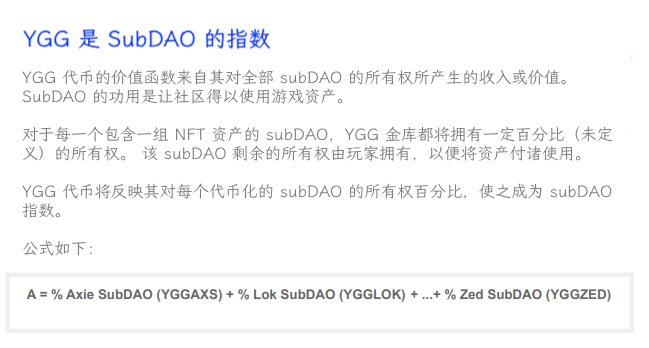 YGG 是 SubDAO 的指数
YGG 代币的价值函数来自其对全部 subDAO 的所有权所产生的收入或价值。
SubDAO 的功用是让社区得以使用游戏资产。
对于每一个包含一组 NFT 资产的 subDAO，YGG 金库都将拥有一定百分比（未定
义）的所有权。 该 subDAO 剩余的所有权由玩家拥有，以便将资产付诸使用。
YGG 代币将反映其对每个代币化的 subDAO 的所有权百分比，使之成为 subDAO
指数。
公式如下：
A = % Axie SubDAO (YGGAXS) + % Lok SubDAO (YGGLOK) + ...+ % Zed SubDAO (YGGZED)